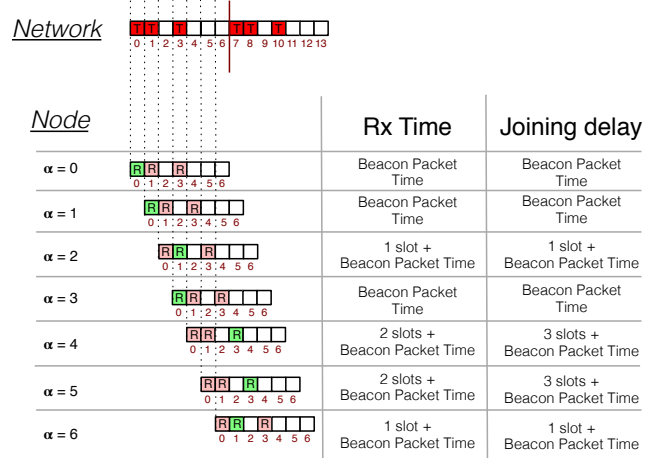 Network
T T T T T T
0 1 2 3 4 5 6 7 8 9 10 11 12 13
Node
Rx Time Joining delay
α = 0
R R R
0 1 2 3 4 5 6
Beacon Packet
Time
Beacon Packet
Time
α = 1
R R R
0 1 2 3 4 5 6
Beacon Packet
Time
Beacon Packet
Time
α = 2
R R R
0 1 2 3 4 5 6
1 slot +
Beacon Packet Time
1 slot +
Beacon Packet Time
α = 3
R R R
0 1 2 3 4 5 6
Beacon Packet
Time
Beacon Packet
Time
α = 4
R R R
0 1 2 3 4 5 6
2 slots +
Beacon Packet Time
3 slots +
Beacon Packet Time
α = 5
R R R
0 1 2 3 4 5 6
2 slots +
Beacon Packet Time
3 slots +
Beacon Packet Time
α = 6
R R R
0 1 2 3 4 5 6
1 slot +
Beacon Packet Time
1 slot +
Beacon Packet Time